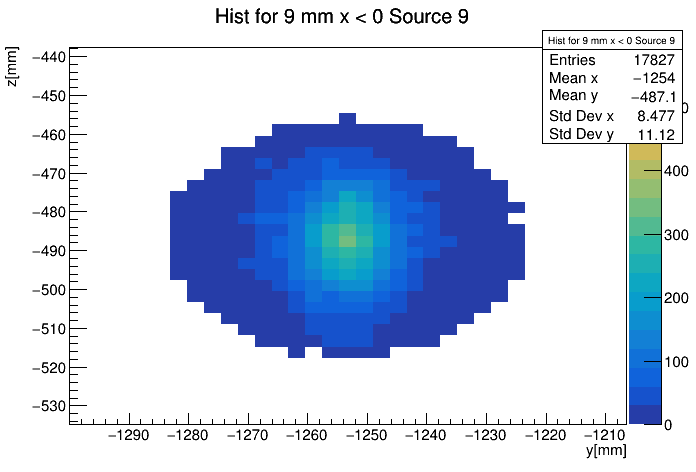 Hist for 9 mm x < 0 Source 9
z[mm]
−440
−450
−460
−470
−480
−490
−500
−510
−520
−530
−1290
−1280
−1270
−1260
−1250
−1240
−1230
−1220
−1210
y[mm]
Hist for 9 mm x < 0 Source 9
Entries 17827
Mean x −1254
Mean y −487.1
Std Dev x 8.477
Std Dev y 11.12
0
400
300
200
100
0